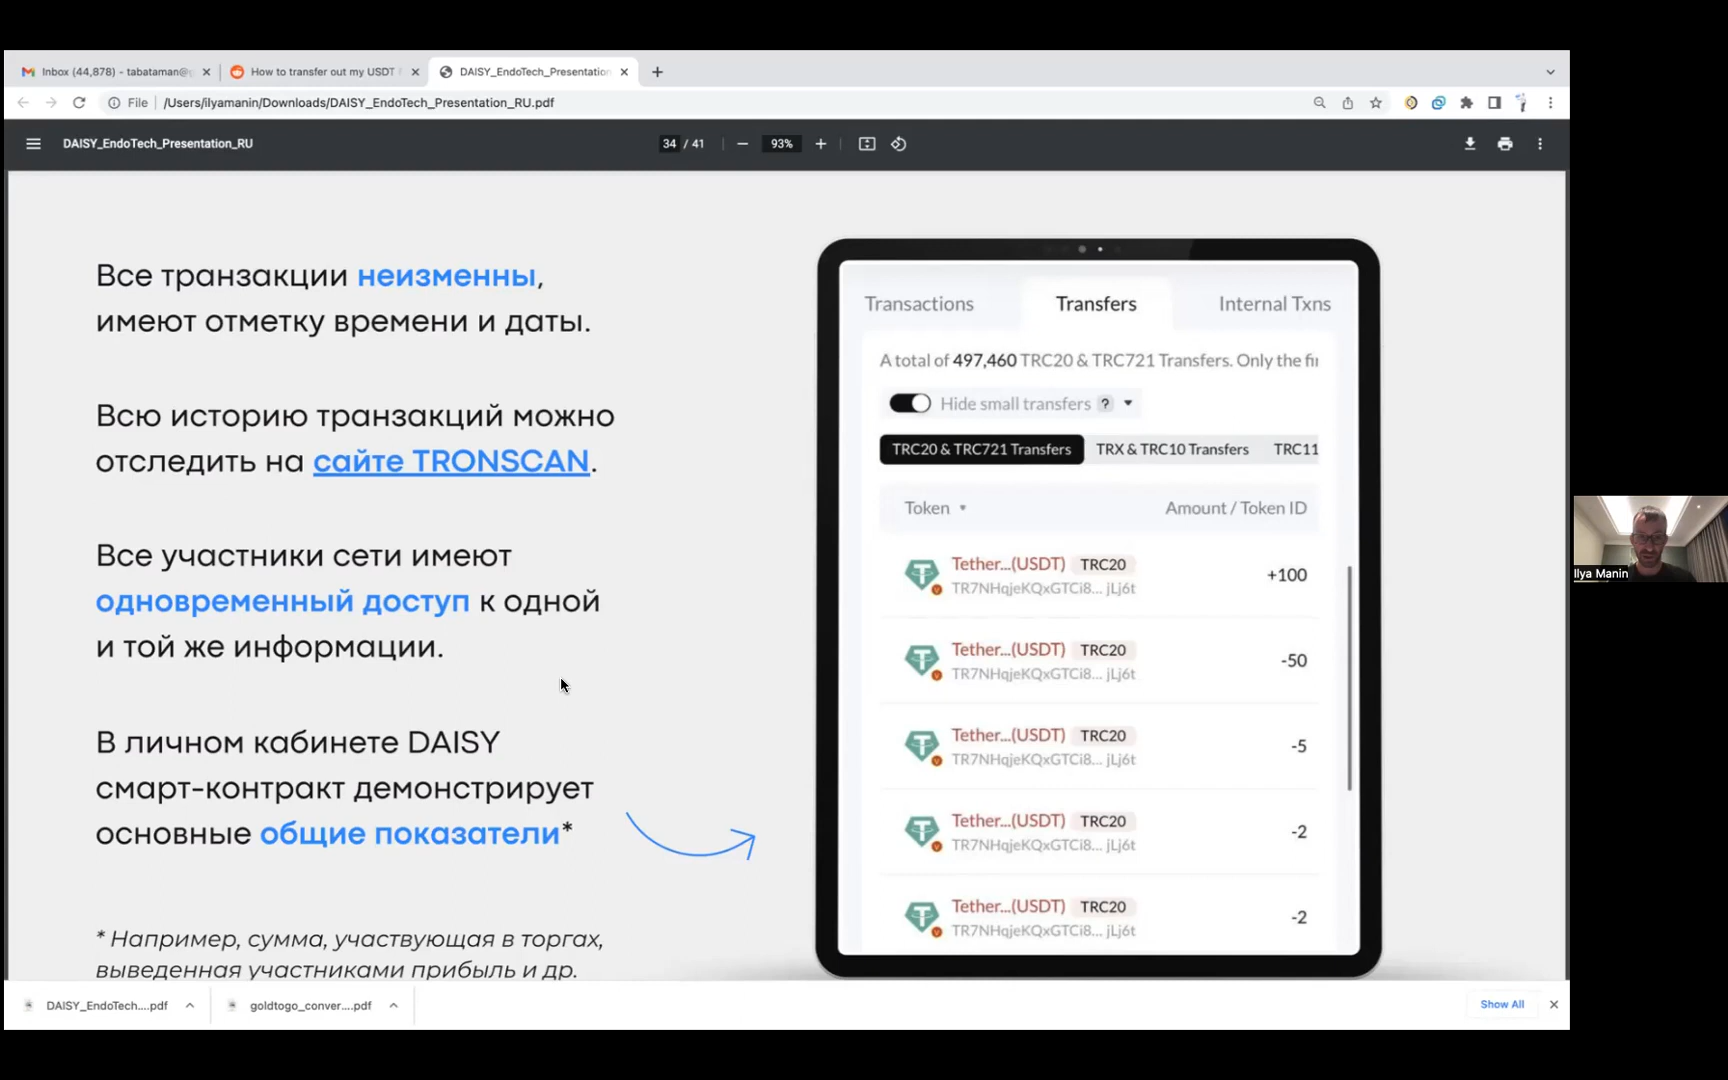 Inbox (44,878) - tabataman@
How to transfer out my USDT
DAISY_EndoTech_Presentation
File
/Users/ilyamanin/Downloads/DAISY_EndoTech_Presentation_RU.pdf
DAISY_EndoTech_Presentation_RU
34 / 41
93%
Все транзакции неизменны,
имеют отметку времени и даты.
Всю историю транзакций можно
отследить на сайте TRONSCAN.
Все участники сети имеют
одновременный доступ к одной
и той же информации.
В личном кабинете DAISY
смарт-контракт демонстрирует
основные общие показатели*
* Например, сумма, участвующая в торгах,
выведенная участниками прибыль и др.
Transactions
Transfers
Internal Txns
A total of 497,460 TRC20 & TRC721 Transfers. Only the fir
Hide small transfers ?
TRC20 & TRC721 Transfers
TRX & TRC10 Transfers
TRC11
Token
Amount / Token ID
Tether...(USDT) TRC20
TR7NHqjeKQxGTCi8... jLj6t
+100
Tether...(USDT) TRC20
TR7NHqjeKQxGTCi8... jLj6t
-50
Tether...(USDT) TRC20
TR7NHqjeKQxGTCi8... jLj6t
-5
Tether...(USDT) TRC20
TR7NHqjeKQxGTCi8... jLj6t
-2
Tether...(USDT) TRC20
TR7NHqjeKQxGTCi8... jLj6t
-2
Ilya Manin
DAISY_EndoTech....pdf
goldtogo_conver....pdf
Show All